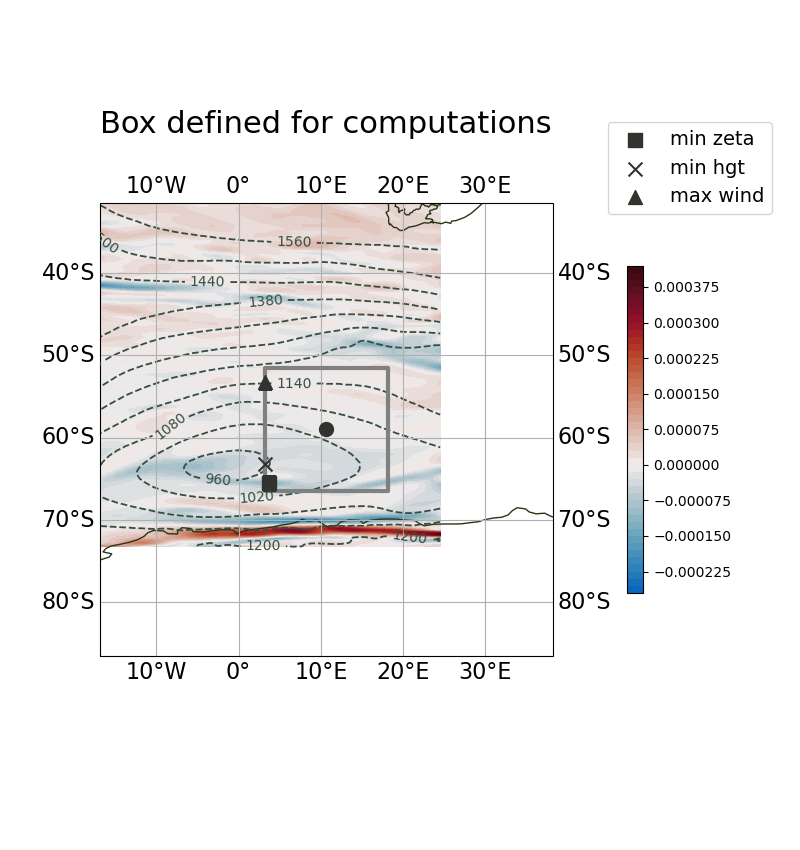 Box defined for computations
min zeta
min hgt
max wind
10°W 0° 10°E 20°E 30°E
1560
1440
1380
1140
1080
960
1020
1200
1200
40°S
50°S
60°S
70°S
80°S
40°S
50°S
60°S
70°S
80°S
10°W 0° 10°E 20°E 30°E
0.000375
0.000300
0.000225
0.000150
0.000075
0.000000
−0.000075
−0.000150
−0.000225